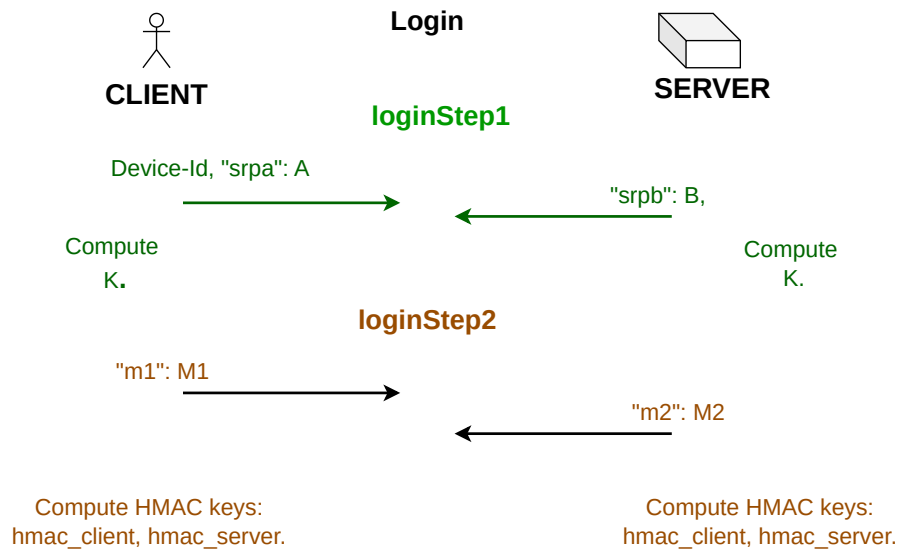 Login
CLIENT
SERVER
loginStep1
Device-Id, "srpa": A
"srpb": B,
Compute
K.
Compute
K.
loginStep2
"m1": M1
"m2": M2
Compute HMAC keys:
hmac_client, hmac_server.
Compute HMAC keys:
hmac_client, hmac_server.